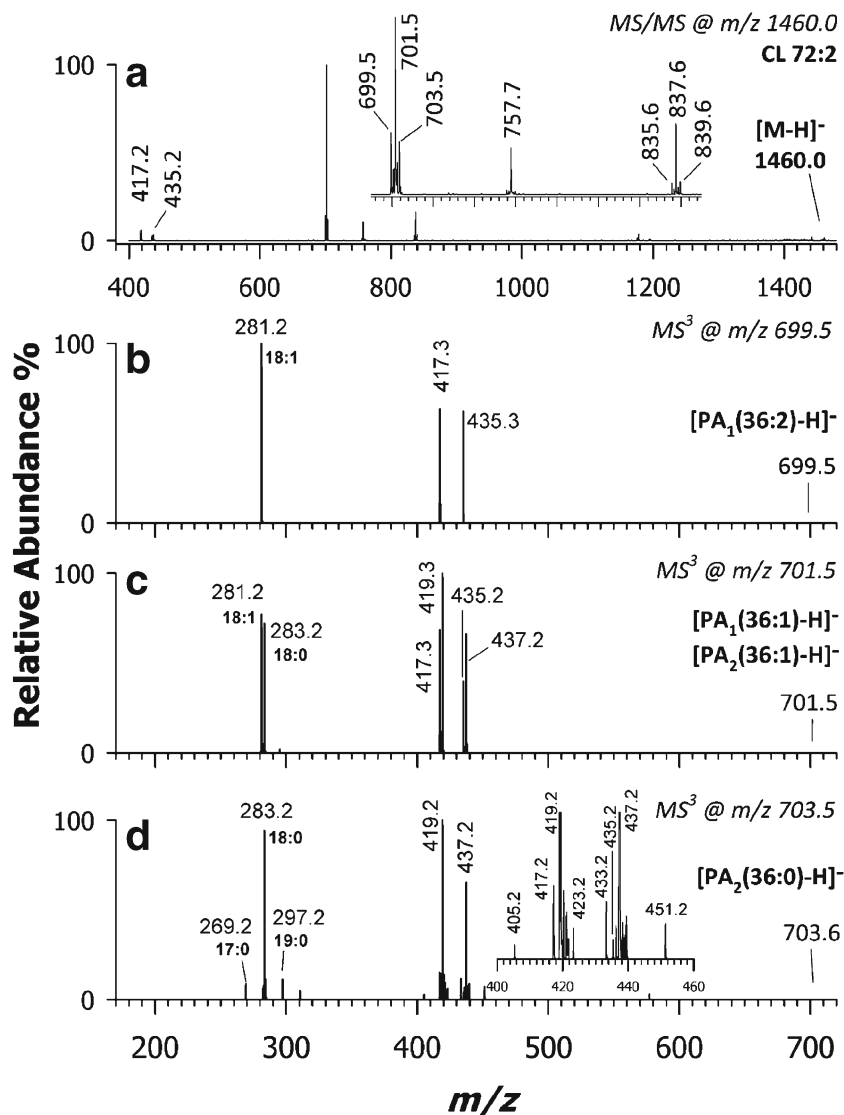 MS/MS @ m/z 1460.0
CL 72:2
a
100
0
417.2
435.2
699.5
701.5
703.5
757.7
835.6
837.6
839.6
[M-H]-
1460.0
400 600 800 1000 1200 1400
b
MS3 @ m/z 699.5
100
0
281.2
18:1
417.3
435.3
[PA1(36:2)-H]-
699.5
c
MS3 @ m/z 701.5
100
0
281.2
18:1
283.2
18:0
417.3
419.3
435.2
437.2
[PA1(36:1)-H]-
[PA2(36:1)-H]-
701.5
d
MS3 @ m/z 703.5
100
0
269.2
17:0
283.2
18:0
297.2
19:0
419.2
437.2
405.2
417.2
419.2
423.2
433.2
435.2
437.2
451.2
400 420 440 460
[PA2(36:0)-H]-
703.6
200 300 400 500 600 700
Relative Abundance %
m/z